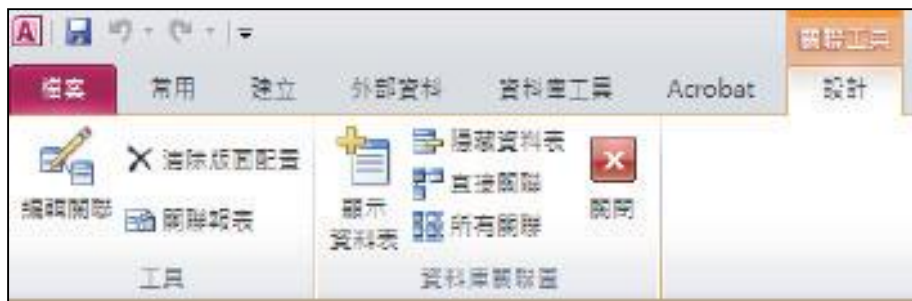 A
關聯工具
檔案 常用 建立 外部資料 資料庫工具 Acrobat 設計
編輯關聯
清除版面配置
關聯報表
工具
顯示
資料表
隱藏資料表
直接關聯
所有關聯
關閉
資料庫關聯圖